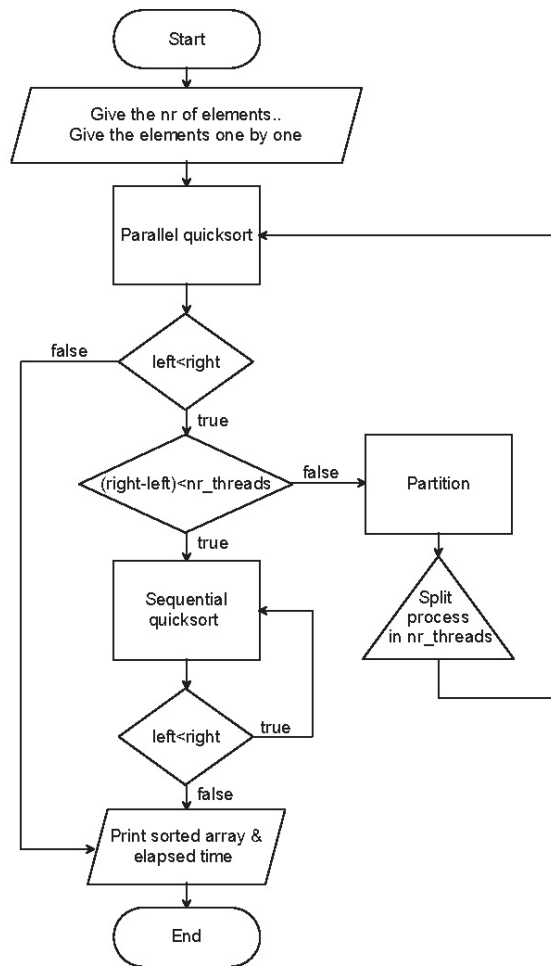 Start
Give the nr of elements..
Give the elements one by one
Parallel quicksort
false
left<right
true
(right-left)<nr_threads
false
Partition
true
Sequential
quicksort
Split
process
in nr_threads
left<right
true
false
Print sorted array &
elapsed time
End